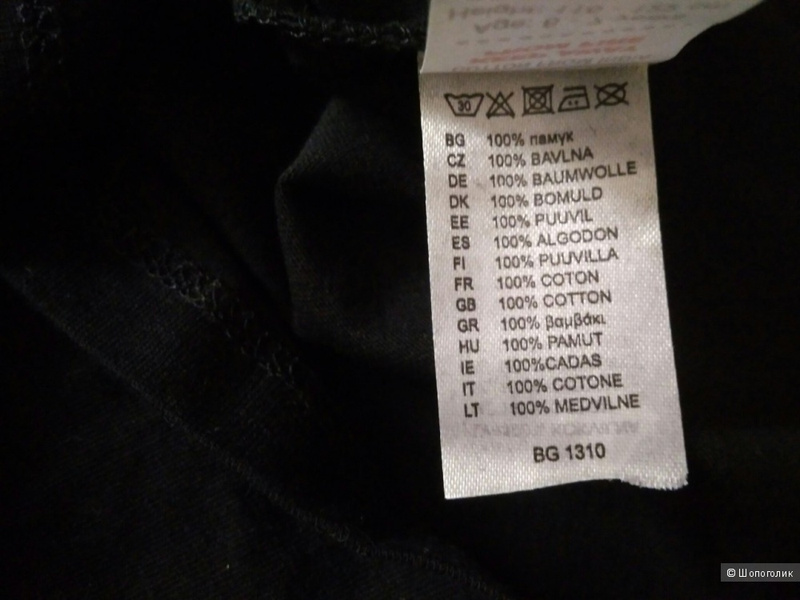 30
BG 100% памук
CZ 100% BAVLNA
DE 100% BAUMWOLLE
DK 100% BOMULD
EE 100% PUUVIL
ES 100% ALGODON
FI 100% PUUVILLA
FR 100% COTON
GB 100% COTTON
GR 100% βαμβάκι
HU 100% PAMUT
IE 100%CADAS
IT 100% COTONE
LT 100% MEDVILNE
BG 1310
© Шопоголик